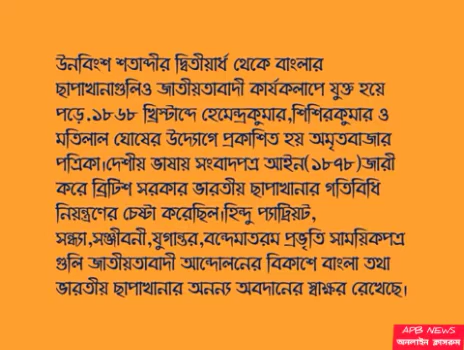 উনবিংশ শতাব্দীর দ্বিতীয়ার্ধ থেকে বাংলার
ছাপাখানাগুলিও জাতীয়তাবাদী কার্যকলাপে যুক্ত হয়ে
পড়ে,১৮৬৮ খ্রিস্টাব্দে হেমেন্দ্রকুমার,শিশিরকুমার ও
মতিলাল ঘোষের উদ্যোগে প্রকাশিত হয় অমৃতবাজার
পত্রিকা।দেশীয় ভাষায় সংবাদপত্র আইন(১৮৭৮)জারী
করে ব্রিটিশ সরকার ভারতীয় ছাপাখানার গতিবিধি
নিয়ন্ত্রণের চেষ্টা করেছিল।হিন্দু প্যাট্রিয়ট,
সন্ধ্যা,সঞ্জীবনী,যুগান্তর,বন্দেমাতরম প্রভৃতি সাময়িকপত্র
গুলি জাতীয়তাবাদী আন্দোলনের বিকাশে বাংলা তথা
ভারতীয় ছাপাখানার অনন্য অবদানের স্বাক্ষর রেখেছে।
APB NEWS
অনলাইন ক্লাসরুম